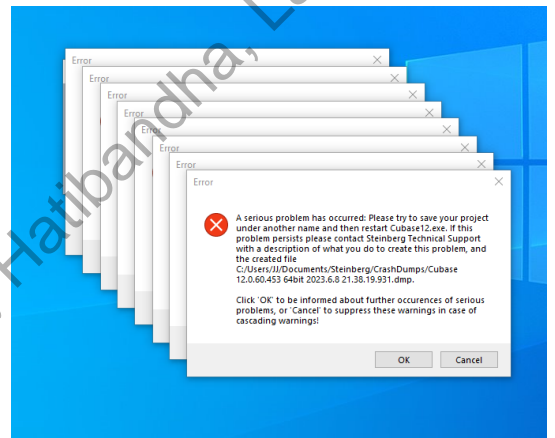 Hatibandha,
Error
Error
Error
Error
Error
Error
Error
Error
A serious problem has occurred: Please try to save your project
under another name and then restart Cubase12.exe. If this
problem persists please contact Steinberg Technical Support
with a description of what you do to create this problem, and
the created file
C:/Users/JJ/Documents/Steinberg/CrashDumps/Cubase
12.0.60.453 64bit 2023.6.8 21.38.19.931.dmp.
Click 'OK' to be informed about further occurences of serious
problems, or 'Cancel' to suppress these warnings in case of
cascading warnings!
OK
Cancel